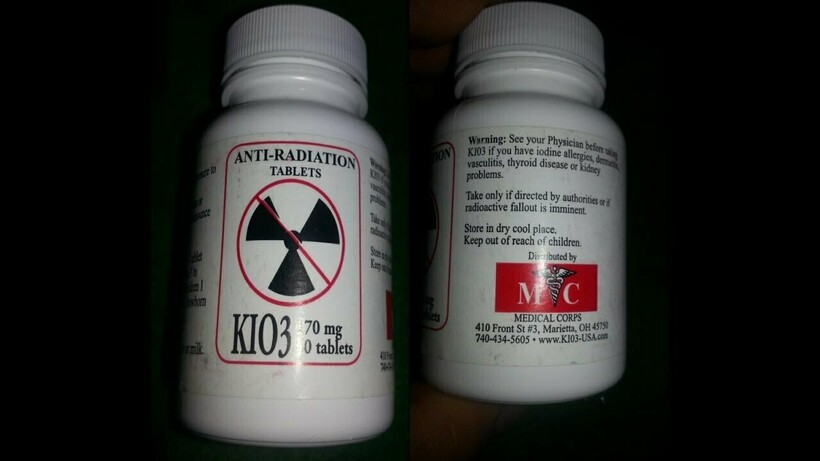 ANTI-RADIATION
TABLETS
KIO3
70 mg
0 tablets
milk
Warning: See your Physician before taking
KI03 if you have iodine allergies,
vasculitis, thyroid disease or kidney
problems.
Take only if directed by authorities or if
radioactive fallout is imminent.
Store in dry cool place.
Keep out of reach of children.
Distributed by
M C
MEDICAL CORPS
410 Front St #3, Marietta, OH 45750
740-434-5605 • www.KI03-USA.com